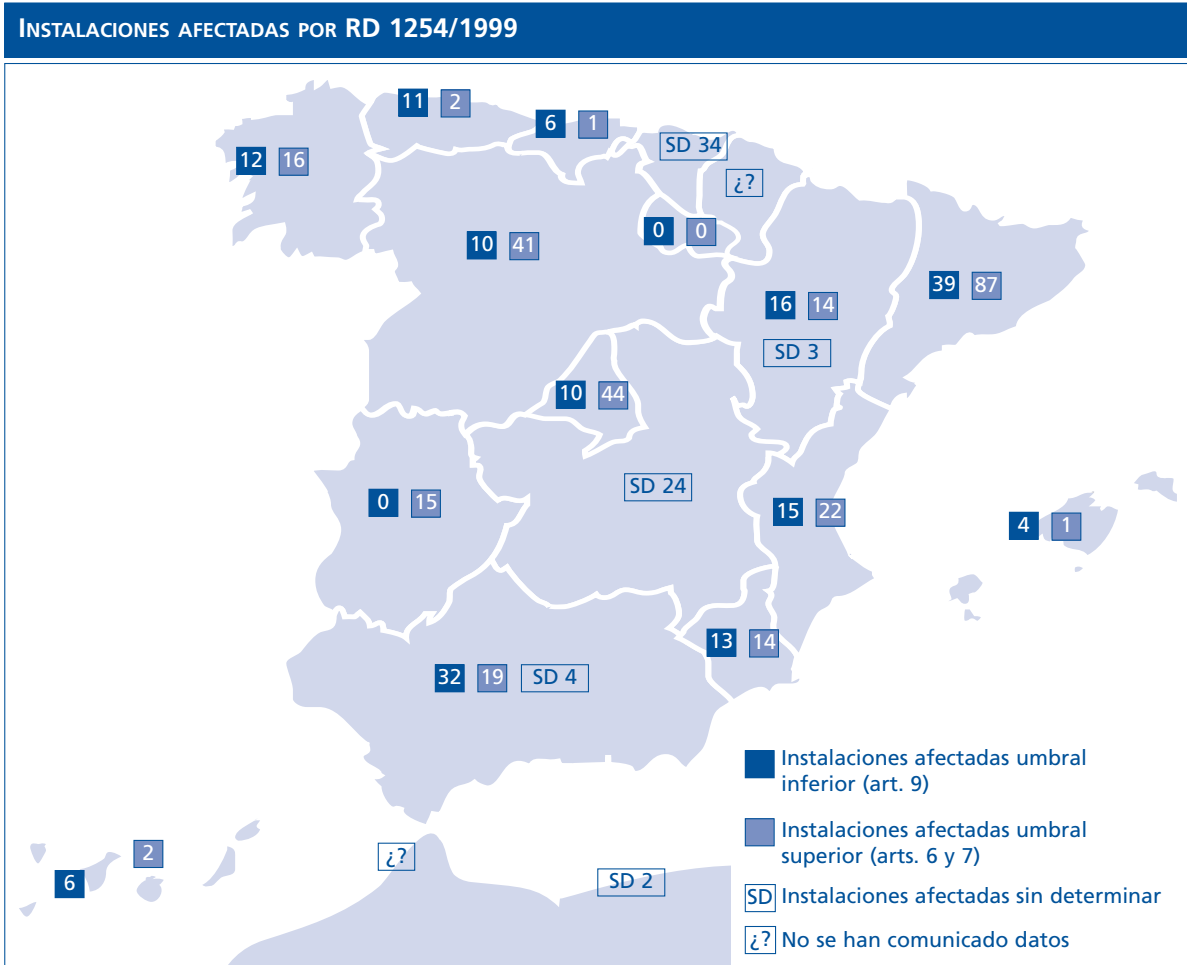 INSTALACIONES AFECTADAS POR RD 1254/1999
11 2
6 1
SD 34
12 16
¿?
0 0
10 41
39 87
16 14
SD 3
10 44
SD 24
0 15
15 22
4 1
13 14
32 19 SD 4
Instalaciones afectadas umbral
inferior (art. 9)
Instalaciones afectadas umbral
superior (arts. 6 y 7)
2
¿?
6
SD 2
SD Instalaciones afectadas sin determinar
¿? No se han comunicado datos